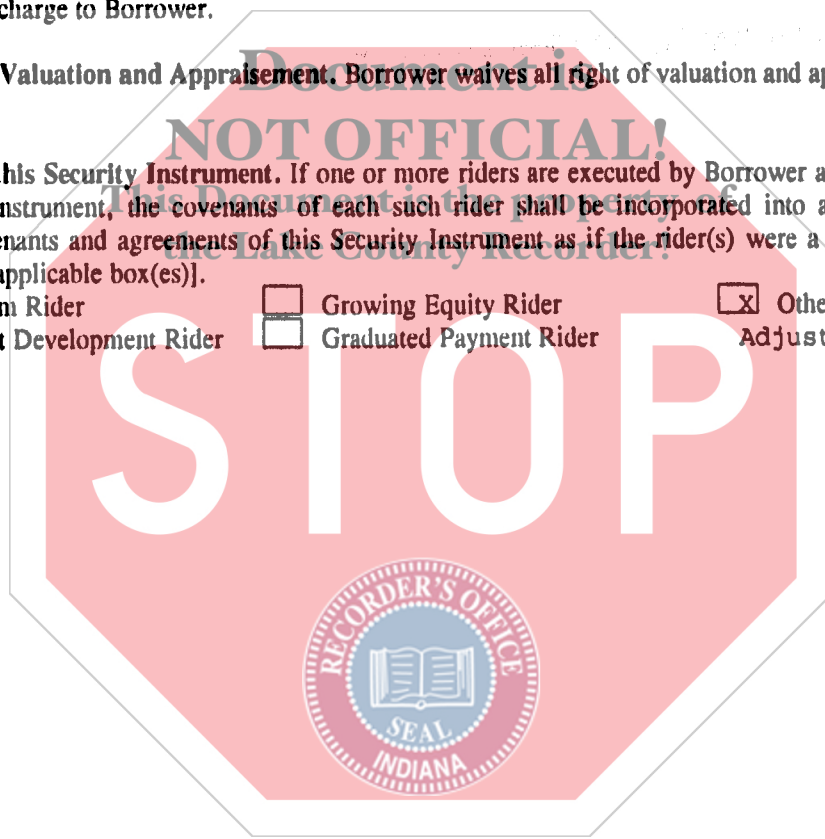 charge to Borrower.
Document is
Valuation and Appraisement. Borrower waives all right of valuation and ap
NOT OFFICIAL!
his Security Instrument. If one or more riders are executed by Borrower a
This Document is the property of
nstrument, the covenants of each such rider shall be incorporated into a
enants and agreements of this Security Instrument as if the rider(s) were a
the Lake County Recorder!
applicable box(es)].
m Rider Growing Equity Rider X Othe
t Development Rider Graduated Payment Rider Adjust
STOP
RECORDER'S OFFICE
SEAL
INDIANA